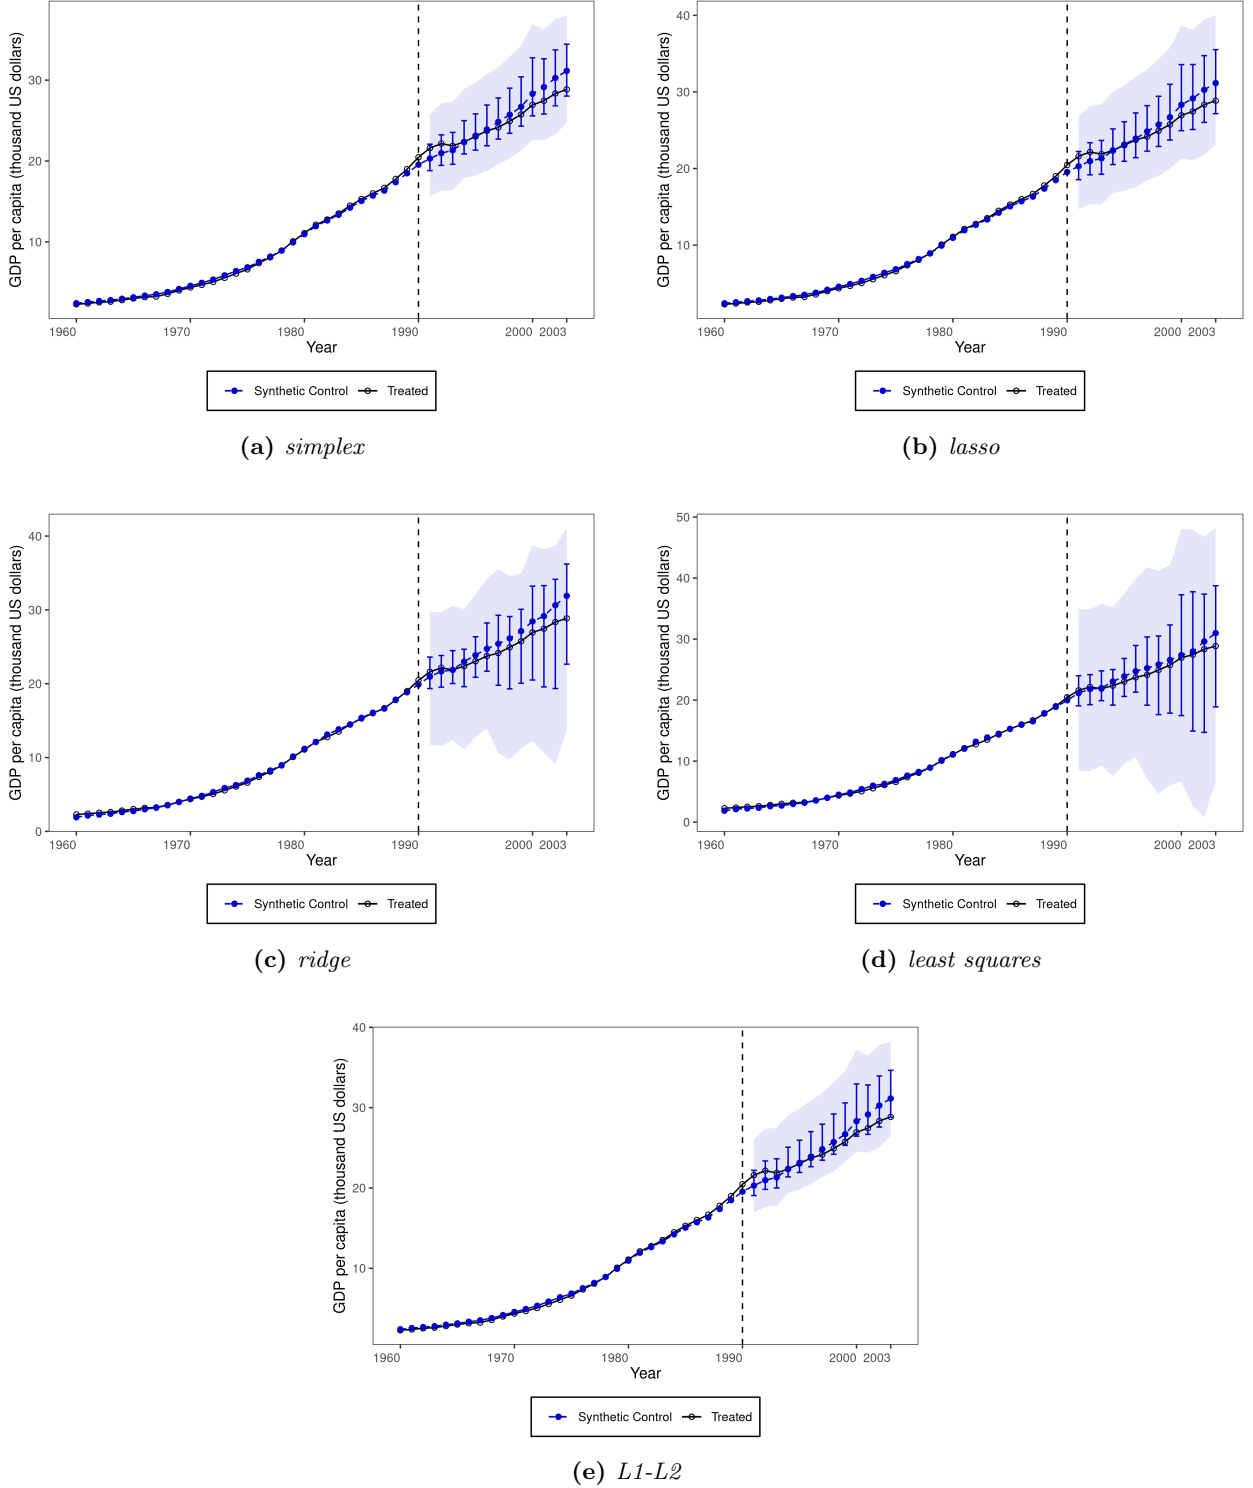 GDP per capita (thousand US dollars)
30
20
10
1960 1970 1980 1990 2000 2003
Year
Synthetic Control Treated
(a) simplex
GDP per capita (thousand US dollars)
40
30
20
10
1960 1970 1980 1990 2000 2003
Year
Synthetic Control Treated
(b) lasso
GDP per capita (thousand US dollars)
40
30
20
10
0
1960 1970 1980 1990 2000 2003
Year
Synthetic Control Treated
(c) ridge
GDP per capita (thousand US dollars)
50
40
30
20
10
0
1960 1970 1980 1990 2000 2003
Year
Synthetic Control Treated
(d) least squares
GDP per capita (thousand US dollars)
40
30
20
10
1960 1970 1980 1990 2000 2003
Year
Synthetic Control Treated
(e) L1-L2